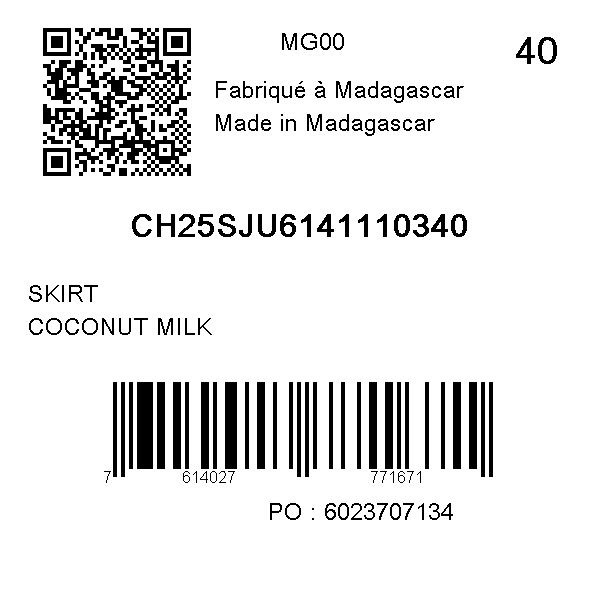 MG00
40
Fabriqué à Madagascar
Made in Madagascar
CH25SJU6141110340
SKIRT
COCONUT MILK
7 614027 771671
PO : 6023707134